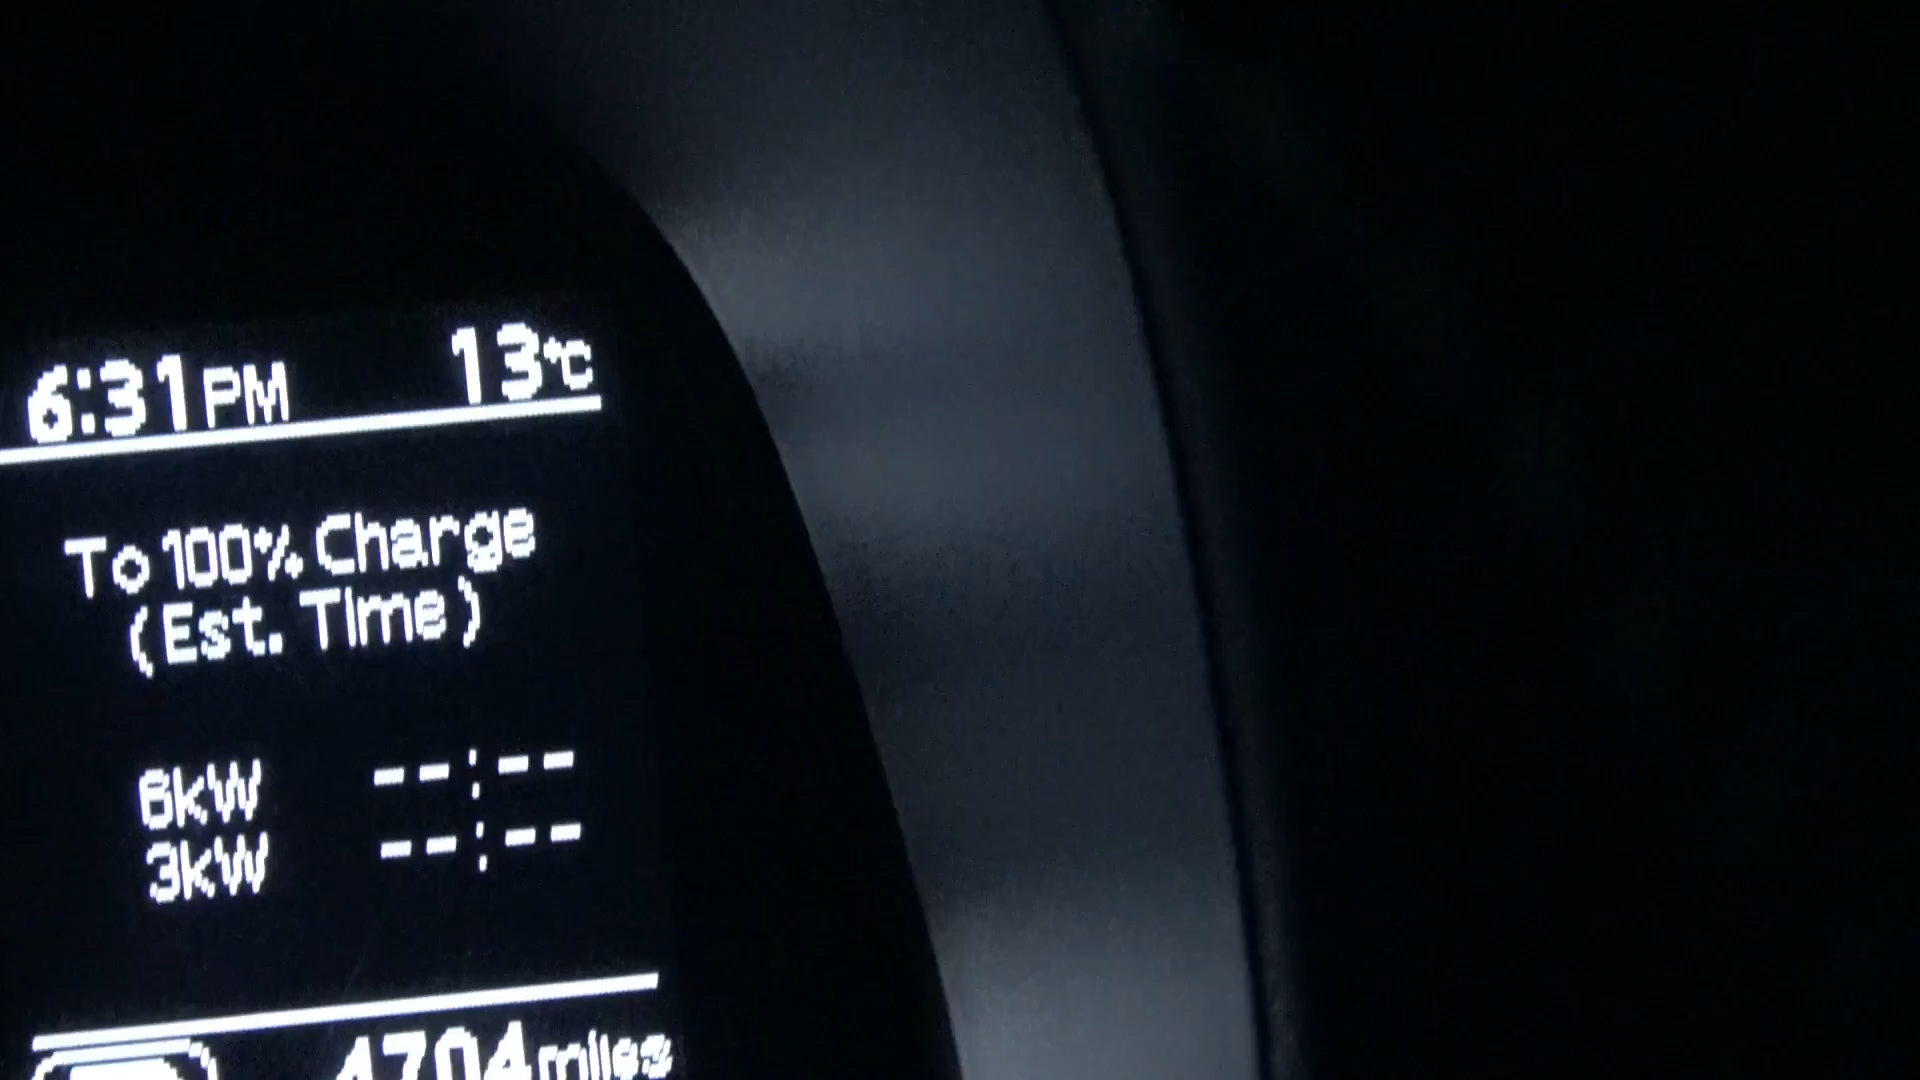 6:31PM 13°C
To 100% Charge
(Est. Time)
6kW --:--
3kW --:--
4704miles